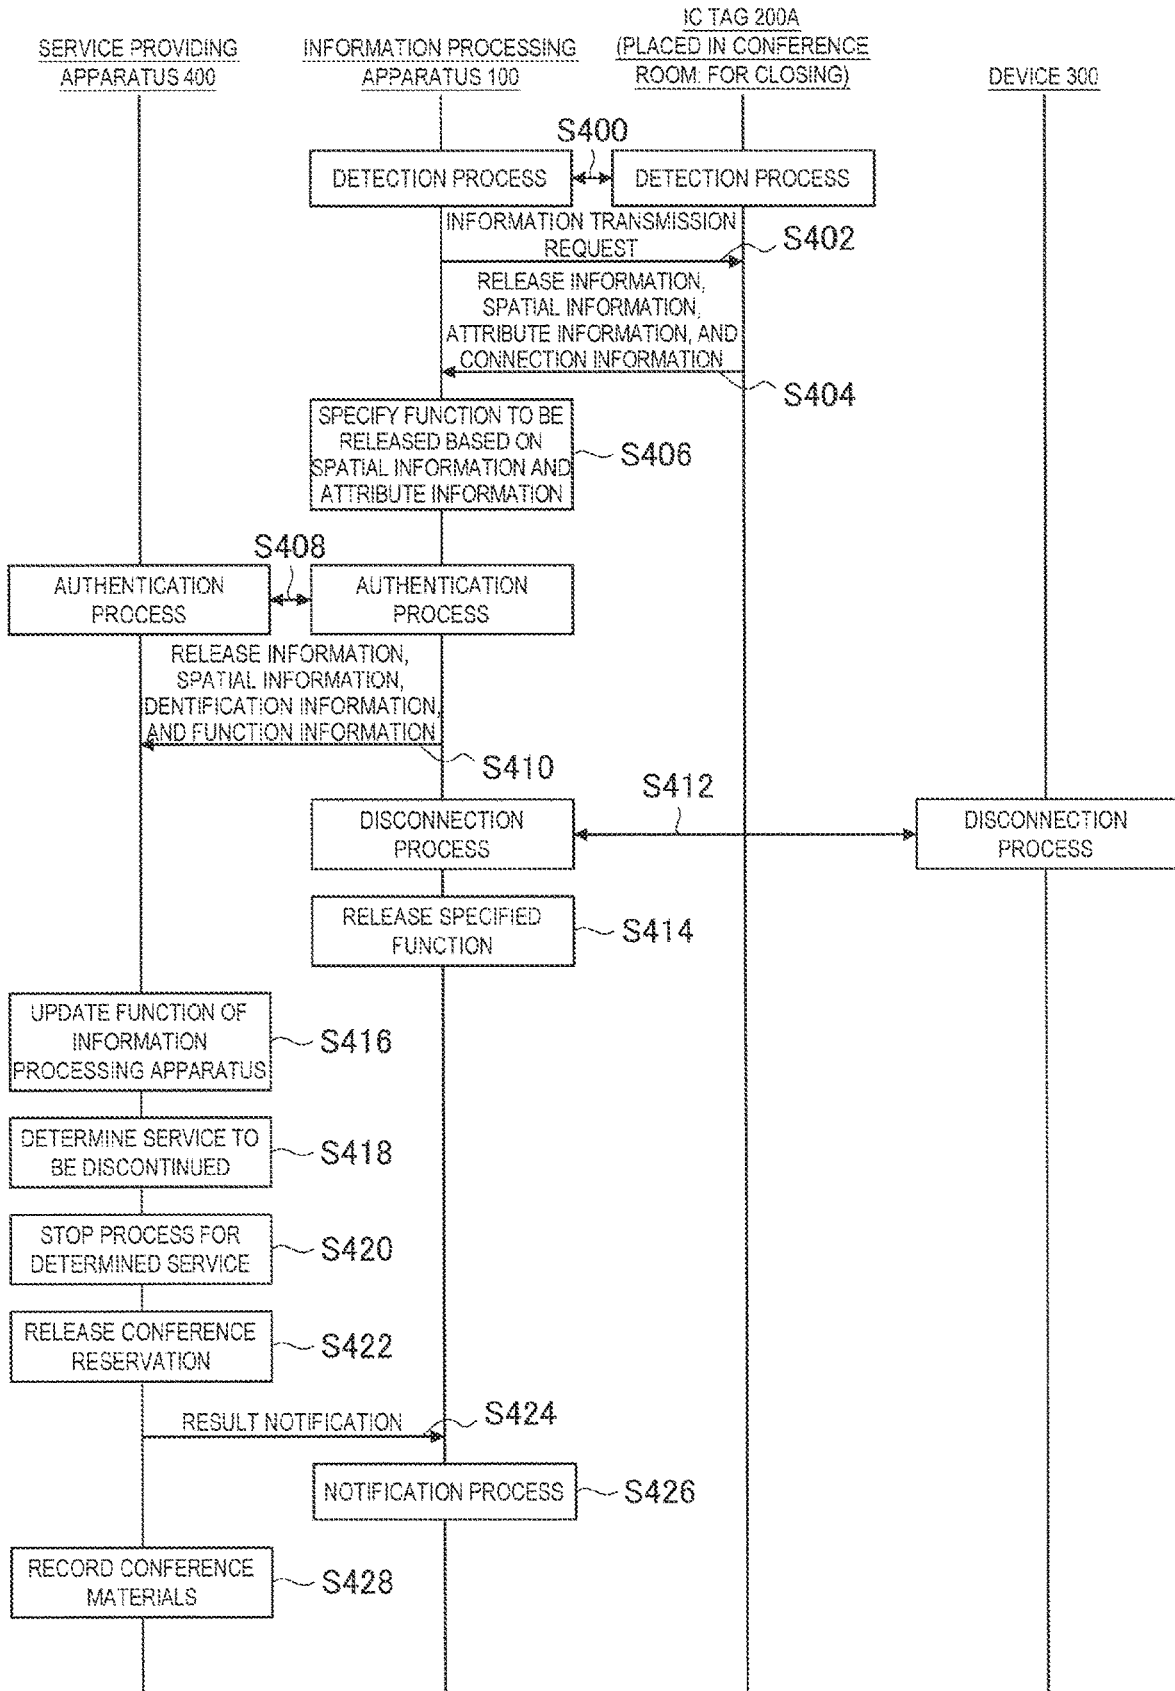 SERVICE PROVIDING
APPARATUS 400
INFORMATION PROCESSING
APPARATUS 100
IC TAG 200A
(PLACED IN CONFERENCE
ROOM: FOR CLOSING)
DEVICE 300
S400
DETECTION PROCESS
DETECTION PROCESS
INFORMATION TRANSMISSION
REQUEST
S402
RELEASE INFORMATION,
SPATIAL INFORMATION,
ATTRIBUTE INFORMATION, AND
CONNECTION INFORMATION
S404
SPECIFY FUNCTION TO BE
RELEASED BASED ON
SPATIAL INFORMATION AND
ATTRIBUTE INFORMATION
S406
S408
AUTHENTICATION
PROCESS
AUTHENTICATION
PROCESS
RELEASE INFORMATION,
SPATIAL INFORMATION,
DENTIFICATION INFORMATION,
AND FUNCTION INFORMATION
S410
S412
DISCONNECTION
PROCESS
DISCONNECTION
PROCESS
RELEASE SPECIFIED
FUNCTION
S414
UPDATE FUNCTION OF
INFORMATION
PROCESSING APPARATUS
S416
DETERMINE SERVICE TO
BE DISCONTINUED
S418
STOP PROCESS FOR
DETERMINED SERVICE
S420
RELEASE CONFERENCE
RESERVATION
S422
RESULT NOTIFICATION
S424
NOTIFICATION PROCESS
S426
RECORD CONFERENCE
MATERIALS
S428